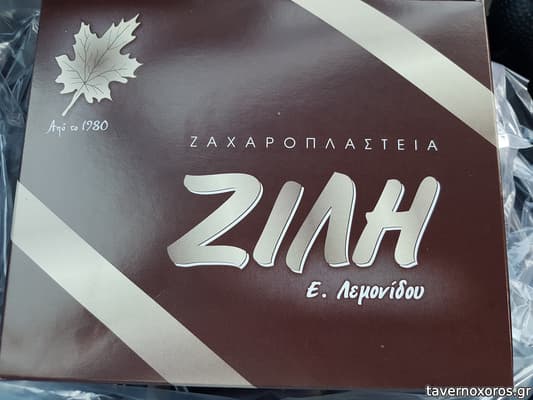 Από το 1980
ΖΑΧΑΡΟΠΛΑΣΤΕΙΑ
ΖΙΛΗ
Ε. Λεμονίδου
tavernoxoros.gr